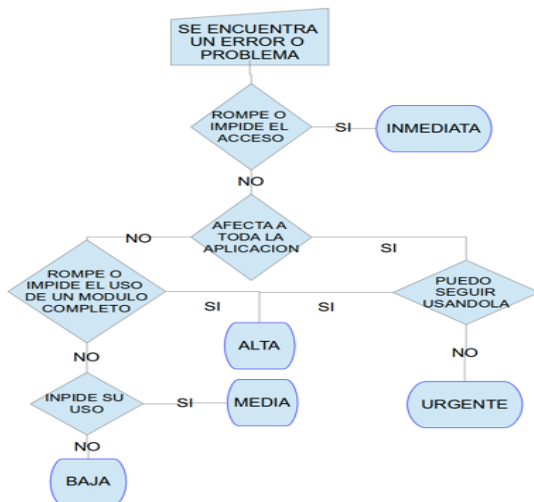 SE ENCUENTRA
UN ERROR O
PROBLEMA
ROMPE O
IMPIDE EL
ACCESO
SI
INMEDIATA
NO
AFECTA A
TODA LA
APLICACION
NO
SI
ROMPE O
IMPIDE EL USO
DE UN MODULO
COMPLETO
PUEDO
SEGUIR
USANDOLA
SI
SI
ALTA
NO
NO
INPIDE SU
USO
SI
MEDIA
URGENTE
NO
BAJA